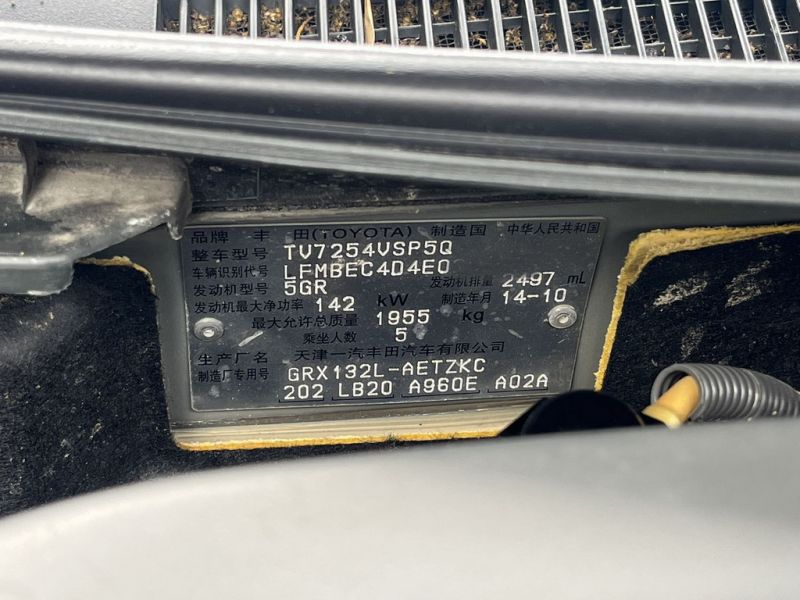 品牌 丰 田(TOYOTA) 制造国 中华人民共和国
整车型号 TV7254VSP5Q
车辆识别代号 LFMBEC4D4E0
发动机型号 5GR 发动机排量 2497 mL
发动机最大净功率 142 kW 制造年月 14-10
最大允许总质量 1955 kg
乘坐人数 5
生产厂名 天津一汽丰田汽车有限公司
制造厂专用号 GRX132L-AETZKC
202 LB20 A960E A02A